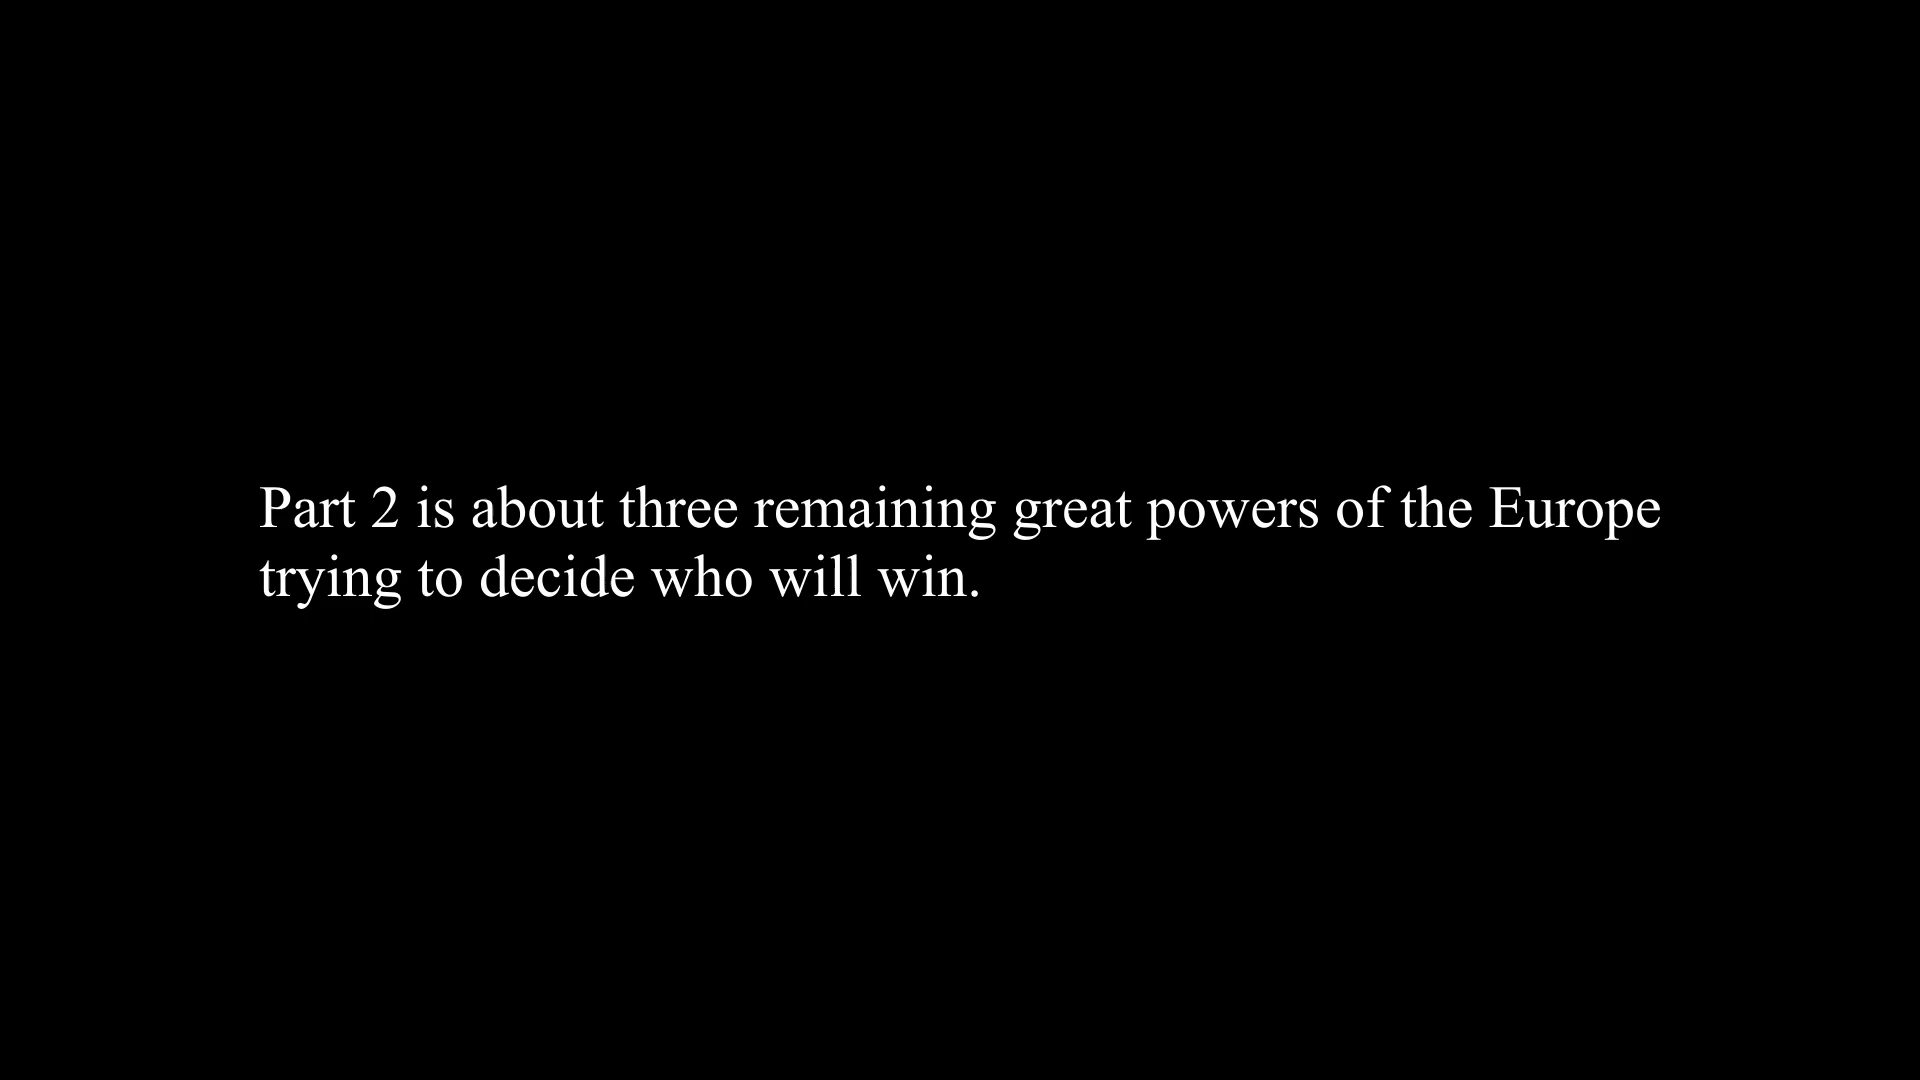 Part 2 is about three remaining great powers of the Europe
trying to decide who will win.